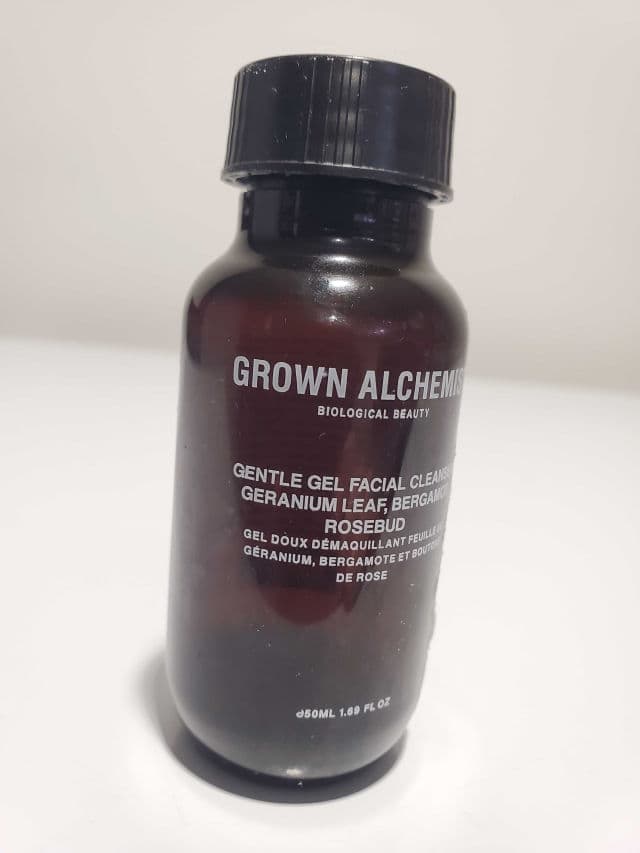 GROWN ALCHEMIS
BIOLOGICAL BEAUTY
GENTLE GEL FACIAL CLEANS
GERANIUM LEAF, BERGAMO
ROSEBUD
GEL DOUX DÉMAQUILLANT FEUILLE
GÉRANIUM, BERGAMOTE ET BOUTONS
DE ROSE
℮50ML 1.69 FL OZ